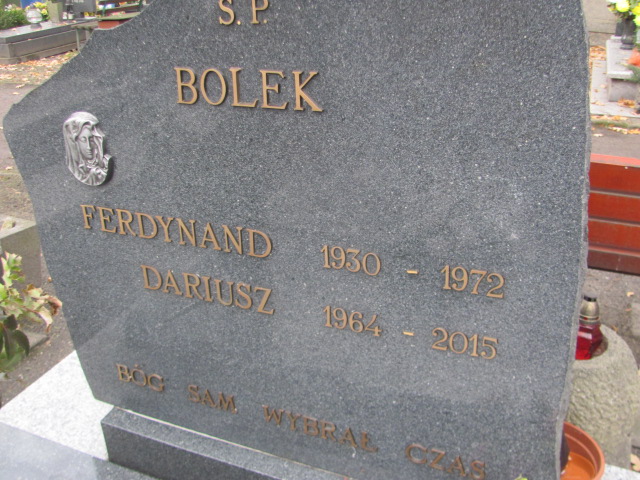 Ś. P.
BOLEK
FERDYNAND 1930 - 1972
DARIUSZ 1964 - 2015
BÓG SAM WYBRAŁ CZAS